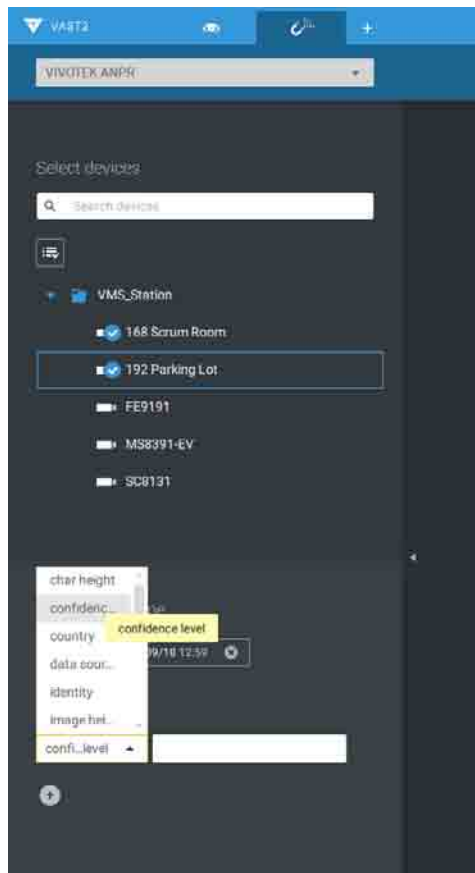 VAST2
VIVOTEK ANPR
Select devices
Search devices
VMS_Station
168 Scrum Room
192 Parking Lot
FE9191
MS8391-EV
SC8131
char height
confidenc...
confidence level
country
09/18 12:59
data sour...
identity
image hei...
confi...level